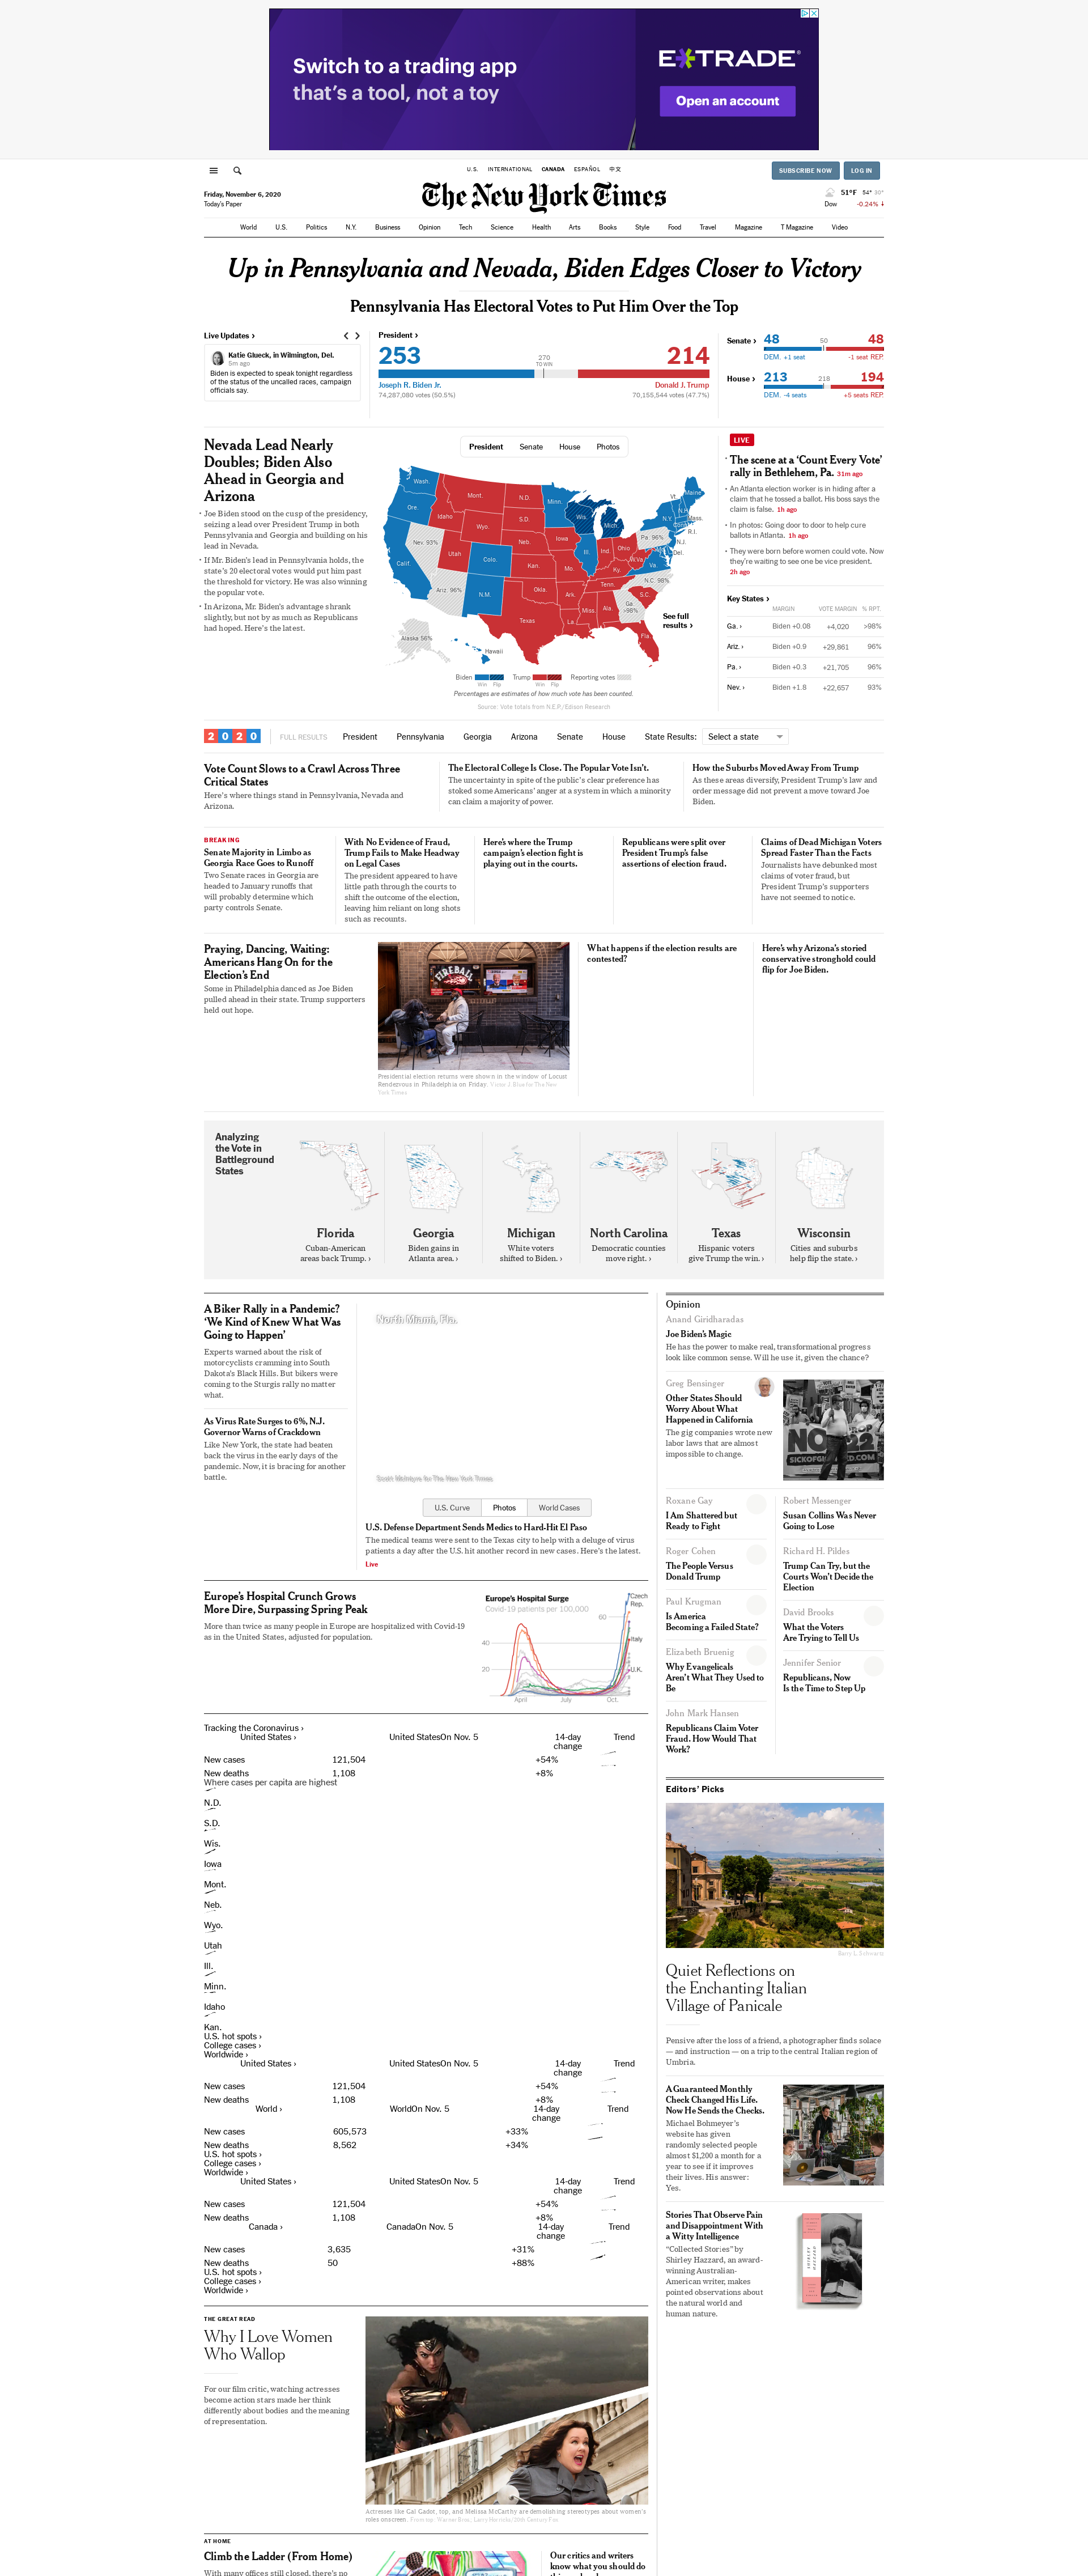 Switch to a trading app
that's a tool, not a toy
E*TRADE
Open an account
U.S. INTERNATIONAL CANADA ESPAÑOL 中文
SUBSCRIBE NOW LOG IN
Friday, November 6, 2020
Today's Paper
The New York Times
51°F 54° 30°
Dow -0.24%
World U.S. Politics N.Y. Business Opinion Tech Science Health Arts Books Style Food Travel Magazine T Magazine Video
Up in Pennsylvania and Nevada, Biden Edges Closer to Victory
Pennsylvania Has Electoral Votes to Put Him Over the Top
Live Updates ›
Katie Glueck, in Wilmington, Del.
5m ago
Biden is expected to speak tonight regardless
of the status of the uncalled races, campaign
officials say.
President ›
253 270 TO WIN 214
Joseph R. Biden Jr. Donald J. Trump
74,287,080 votes (50.5%) 70,155,544 votes (47.7%)
Senate › 48 50 48
DEM. +1 seat -1 seat REP.
House › 213 218 194
DEM. -4 seats +5 seats REP.
Nevada Lead Nearly
Doubles; Biden Also
Ahead in Georgia and
Arizona
Joe Biden stood on the cusp of the presidency,
seizing a lead over President Trump in both
Pennsylvania and Georgia and building on his
lead in Nevada.
If Mr. Biden's lead in Pennsylvania holds, the
state's 20 electoral votes would put him past
the threshold for victory. He was also winning
the popular vote.
In Arizona, Mr. Biden's advantage shrank
slightly, but not by as much as Republicans
had hoped. Here's the latest.
President Senate House Photos
Wash.
Ore.
Calif.
Nev. 93%
Idaho
Mont.
Wyo.
Utah
Ariz. 96%
Colo.
N.M.
N.D.
S.D.
Neb.
Kan.
Okla.
Texas
Minn.
Iowa
Mo.
Ark.
La.
Wis.
Ill.
Mich.
Ind.
Ohio
Ky.
Tenn.
Miss.
Ala.
Ga.
>98%
Fla.
S.C.
N.C. 98%
Va.
W.Va.
Pa. 96%
N.Y.
Vt.
N.H.
Maine
Mass.
Conn.
R.I.
N.J.
Del.
Alaska 56%
Hawaii
See full
results ›
Biden Trump Reporting votes
Win Flip Win Flip
Percentages are estimates of how much vote has been counted.
Source: Vote totals from N.E.P./Edison Research
LIVE
The scene at a 'Count Every Vote'
rally in Bethlehem, Pa. 31m ago
An Atlanta election worker is in hiding after a
claim that he tossed a ballot. His boss says the
claim is false. 1h ago
In photos: Going door to door to help cure
ballots in Atlanta. 1h ago
They were born before women could vote. Now
they're waiting to see one be vice president.
2h ago
Key States ›
MARGIN VOTE MARGIN % RPT.
Ga. › Biden +0.08 +4,020 >98%
Ariz. › Biden +0.9 +29,861 96%
Pa. › Biden +0.3 +21,705 96%
Nev. › Biden +1.8 +22,657 93%
2020 FULL RESULTS President Pennsylvania Georgia Arizona Senate House State Results: Select a state
Vote Count Slows to a Crawl Across Three
Critical States
Here's where things stand in Pennsylvania, Nevada and
Arizona.
The Electoral College Is Close. The Popular Vote Isn't.
The uncertainty in spite of the public's clear preference has
stoked some Americans' anger at a system in which a minority
can claim a majority of power.
How the Suburbs Moved Away From Trump
As these areas diversify, President Trump's law and
order message did not prevent a move toward Joe
Biden.
BREAKING
Senate Majority in Limbo as
Georgia Race Goes to Runoff
Two Senate races in Georgia are
headed to January runoffs that
will probably determine which
party controls Senate.
With No Evidence of Fraud,
Trump Fails to Make Headway
on Legal Cases
The president appeared to have
little path through the courts to
shift the outcome of the election,
leaving him reliant on long shots
such as recounts.
Here's where the Trump
campaign's election fight is
playing out in the courts.
Republicans were split over
President Trump's false
assertions of election fraud.
Claims of Dead Michigan Voters
Spread Faster Than the Facts
Journalists have debunked most
claims of voter fraud, but
President Trump's supporters
have not seemed to notice.
Praying, Dancing, Waiting:
Americans Hang On for the
Election's End
Some in Philadelphia danced as Joe Biden
pulled ahead in their state. Trump supporters
held out hope.
FIREBALL
Presidential election returns were shown in the window of Locust
Rendezvous in Philadelphia on Friday. Victor J. Blue for The New
York Times
What happens if the election results are
contested?
Here's why Arizona's storied
conservative stronghold could
flip for Joe Biden.
Analyzing
the Vote in
Battleground
States
Florida
Cuban-American
areas back Trump. ›
Georgia
Biden gains in
Atlanta area. ›
Michigan
White voters
shifted to Biden. ›
North Carolina
Democratic counties
move right. ›
Texas
Hispanic voters
give Trump the win. ›
Wisconsin
Cities and suburbs
help flip the state. ›
A Biker Rally in a Pandemic?
'We Kind of Knew What Was
Going to Happen'
Experts warned about the risk of
motorcyclists cramming into South
Dakota's Black Hills. But bikers were
coming to the Sturgis rally no matter
what.
As Virus Rate Surges to 6%, N.J.
Governor Warns of Crackdown
Like New York, the state had beaten
back the virus in the early days of the
pandemic. Now, it is bracing for another
battle.
North Miami, Fla.
Scott McIntyre for The New York Times
U.S. Curve Photos World Cases
U.S. Defense Department Sends Medics to Hard-Hit El Paso
The medical teams were sent to the Texas city to help with a deluge of virus
patients a day after the U.S. hit another record in new cases. Here's the latest.
Live
Europe's Hospital Crunch Grows
More Dire, Surpassing Spring Peak
More than twice as many people in Europe are hospitalized with Covid-19
as in the United States, adjusted for population.
Europe's Hospital Surge
Covid-19 patients per 100,000
Czech
Rep.
60
Italy
40
20
U.K.
April July Oct.
Tracking the Coronavirus ›
United States › United StatesOn Nov. 5 14-day
change Trend
New cases 121,504 +54%
New deaths 1,108 +8%
Where cases per capita are highest
N.D.
S.D.
Wis.
Iowa
Mont.
Neb.
Wyo.
Utah
Ill.
Minn.
Idaho
Kan.
U.S. hot spots ›
College cases ›
Worldwide ›
United States › United StatesOn Nov. 5 14-day
change Trend
New cases 121,504 +54%
New deaths 1,108 +8%
World › WorldOn Nov. 5 14-day
change Trend
New cases 605,573 +33%
New deaths 8,562 +34%
U.S. hot spots ›
College cases ›
Worldwide ›
United States › United StatesOn Nov. 5 14-day
change Trend
New cases 121,504 +54%
New deaths 1,108 +8%
Canada › CanadaOn Nov. 5 14-day
change Trend
New cases 3,635 +31%
New deaths 50 +88%
U.S. hot spots ›
College cases ›
Worldwide ›
THE GREAT READ
Why I Love Women
Who Wallop
For our film critic, watching actresses
become action stars made her think
differently about bodies and the meaning
of representation.
Actresses like Gal Gadot, top, and Melissa McCarthy are demolishing stereotypes about women's
roles onscreen. From top: Warner Bros.; Larry Horricks/20th Century Fox
AT HOME
Climb the Ladder (From Home)
With many offices still closed, there's no
Our critics and writers
know what you should do
Opinion
Anand Giridharadas
Joe Biden's Magic
He has the power to make real, transformational progress
look like common sense. Will he use it, given the chance?
Greg Bensinger
Other States Should
Worry About What
Happened in California
The gig companies wrote new
labor laws that are almost
impossible to change.
NO 22
Roxane Gay
I Am Shattered but
Ready to Fight
Roger Cohen
The People Versus
Donald Trump
Paul Krugman
Is America
Becoming a Failed State?
Elizabeth Bruenig
Why Evangelicals
Aren't What They Used to
Be
John Mark Hansen
Republicans Claim Voter
Fraud. How Would That
Work?
Robert Messenger
Susan Collins Was Never
Going to Lose
Richard H. Pildes
Trump Can Try, but the
Courts Won't Decide the
Election
David Brooks
What the Voters
Are Trying to Tell Us
Jennifer Senior
Republicans, Now
Is the Time to Step Up
Editors' Picks
Barry L. Schwartz
Quiet Reflections on
the Enchanting Italian
Village of Panicale
Pensive after the loss of a friend, a photographer finds solace
— and instruction — on a trip to the central Italian region of
Umbria.
A Guaranteed Monthly
Check Changed His Life.
Now He Sends the Checks.
Michael Bohmeyer's
website has given
randomly selected people
almost $1,200 a month for a
year to see if it improves
their lives. His answer:
Yes.
Stories That Observe Pain
and Disappointment With
a Witty Intelligence
"Collected Stories" by
Shirley Hazzard, an award-
winning Australian-
American writer, makes
pointed observations about
the natural world and
human nature.
SHIRLEY HAZZARD